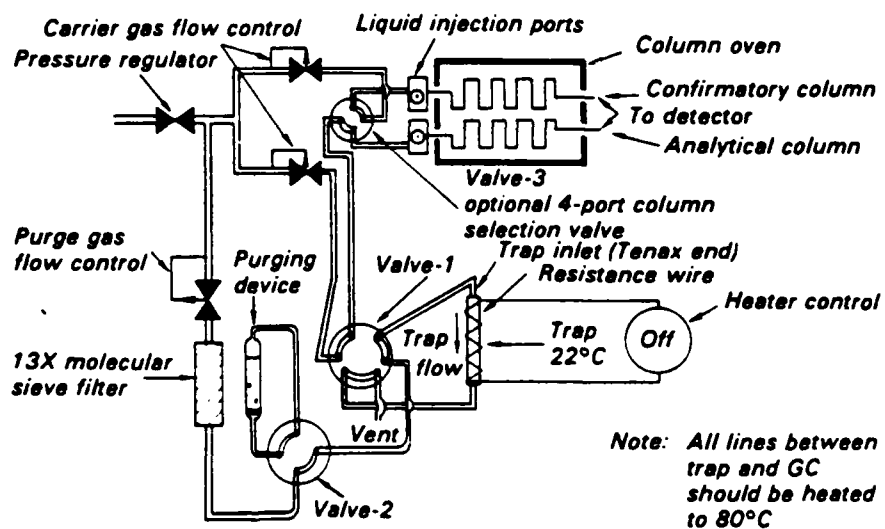 Carrier gas flow control
Pressure regulator
Liquid injection ports
Column oven
Confirmatory column
To detector
Analytical column
Valve-3
optional 4-port column
selection valve
Purge gas
flow control
Purging
device
Valve-1
Trap inlet (Tenax end)
Resistance wire
Heater control
Trap
flow
Trap
22°C
Off
13X molecular
sieve filter
Vent
Valve-2
Note: All lines between
trap and GC
should be heated
to 80°C